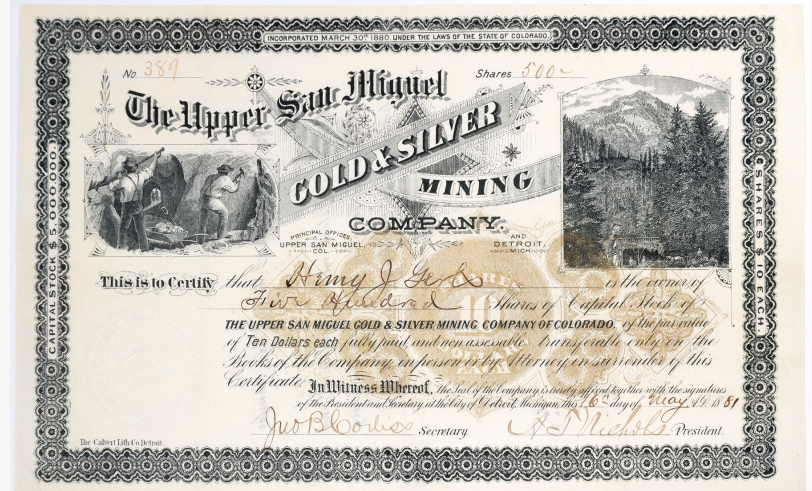 INCORPORATED MARCH 30TH 1880. UNDER THE LAWS OF THE STATE OF COLORADO.
No. 389
Shares 500
The Upper San Miguel
GOLD & SILVER
MINING
COMPANY.
PRINCIPAL OFFICES
UPPER SAN MIGUEL,
COL.
AND
DETROIT,
MICH.
CAPITAL STOCK $5,000,000.
SHARES $10 EACH.
This is to Certify that Henry J is the owner of
Five Hundred Shares of Capital Stock of
THE UPPER SAN MIGUEL GOLD & SILVER MINING COMPANY OF COLORADO, of the par value
of Ten Dollars each fully paid and non assessable transferable only on the
Books of the Company, in person or by Attorney on surrender of this
Certificate. In Witness Whereof, the Seal of the Company is hereby affixed together with the signatures
of the President and Secretary at the City of Detroit, Michigan, this 16 day of May 19, 1881
Jno B Corliss Secretary
A J Nichols President
The Calvert Lith. Co. Detroit.